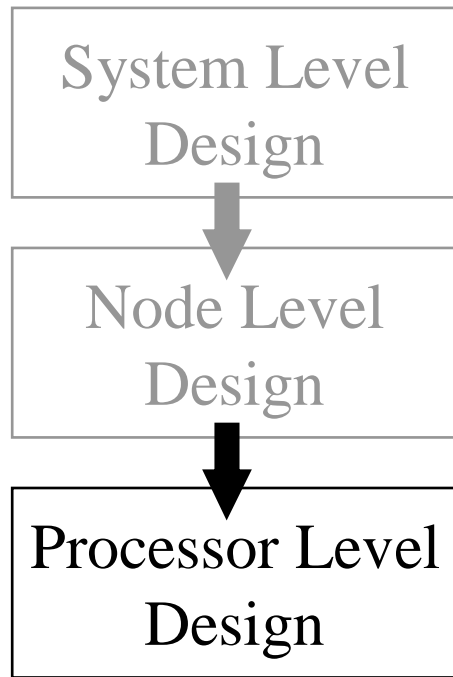 System Level
Design
Node Level
Design
Processor Level
Design